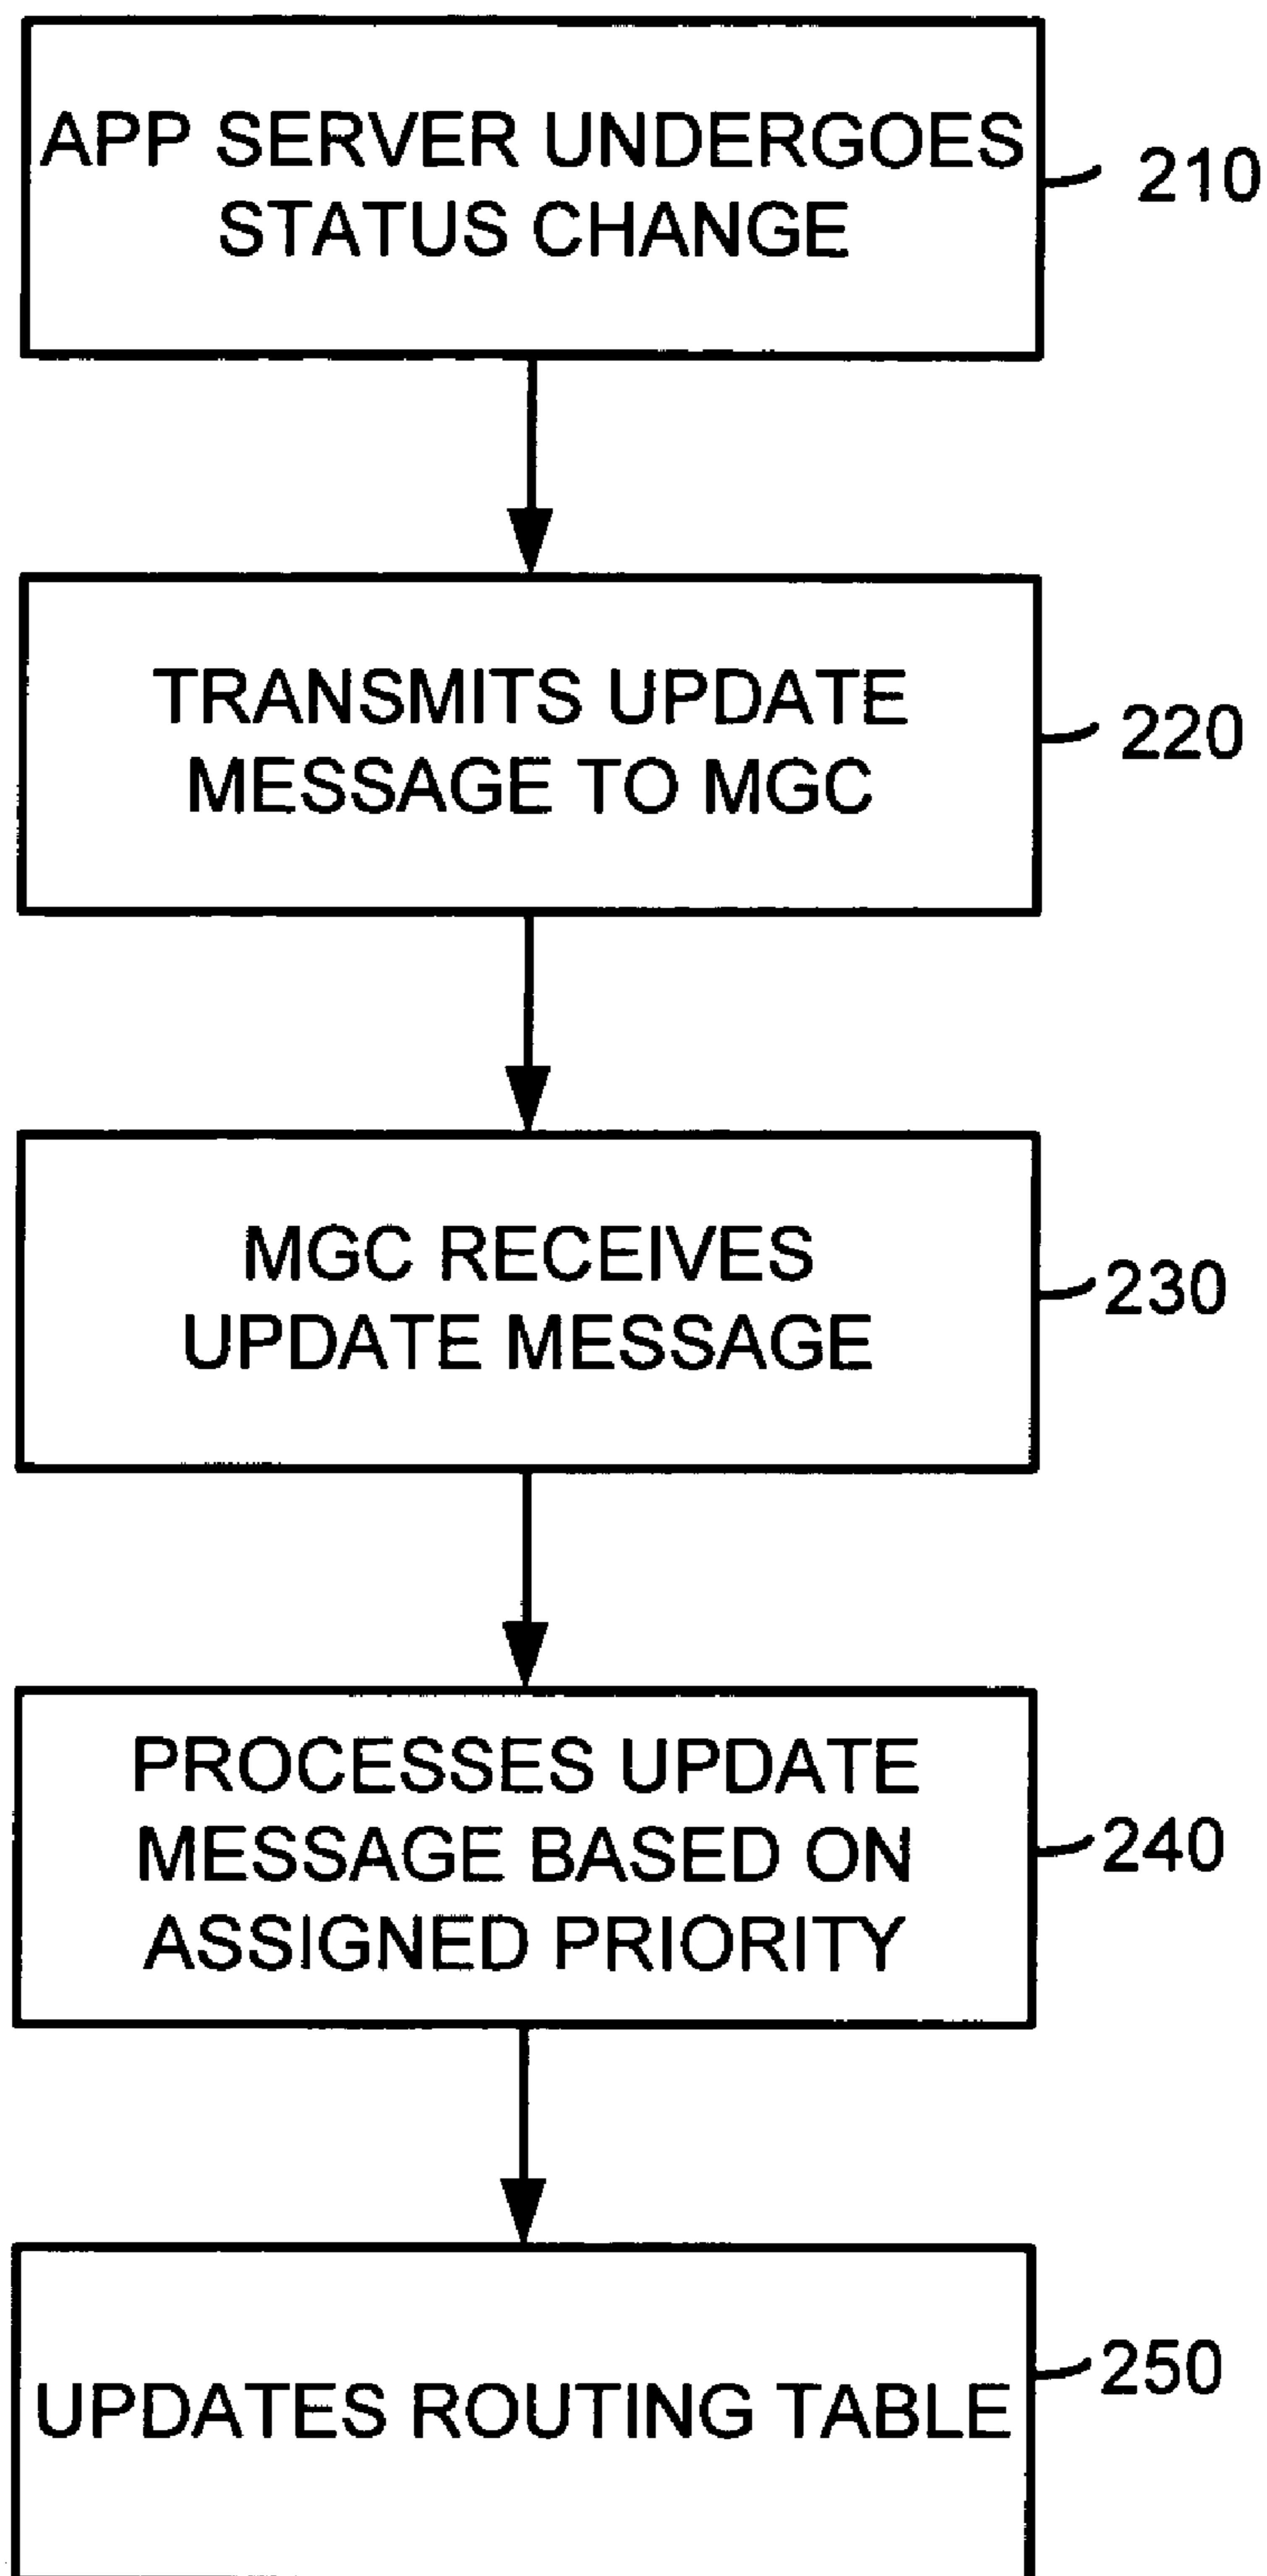 APP SERVER UNDERGOES
STATUS CHANGE
210
TRANSMITS UPDATE
MESSAGE TO MGC
220
MGC RECEIVES
UPDATE MESSAGE
230
PROCESSES UPDATE
MESSAGE BASED ON
ASSIGNED PRIORITY
240
UPDATES ROUTING TABLE
250